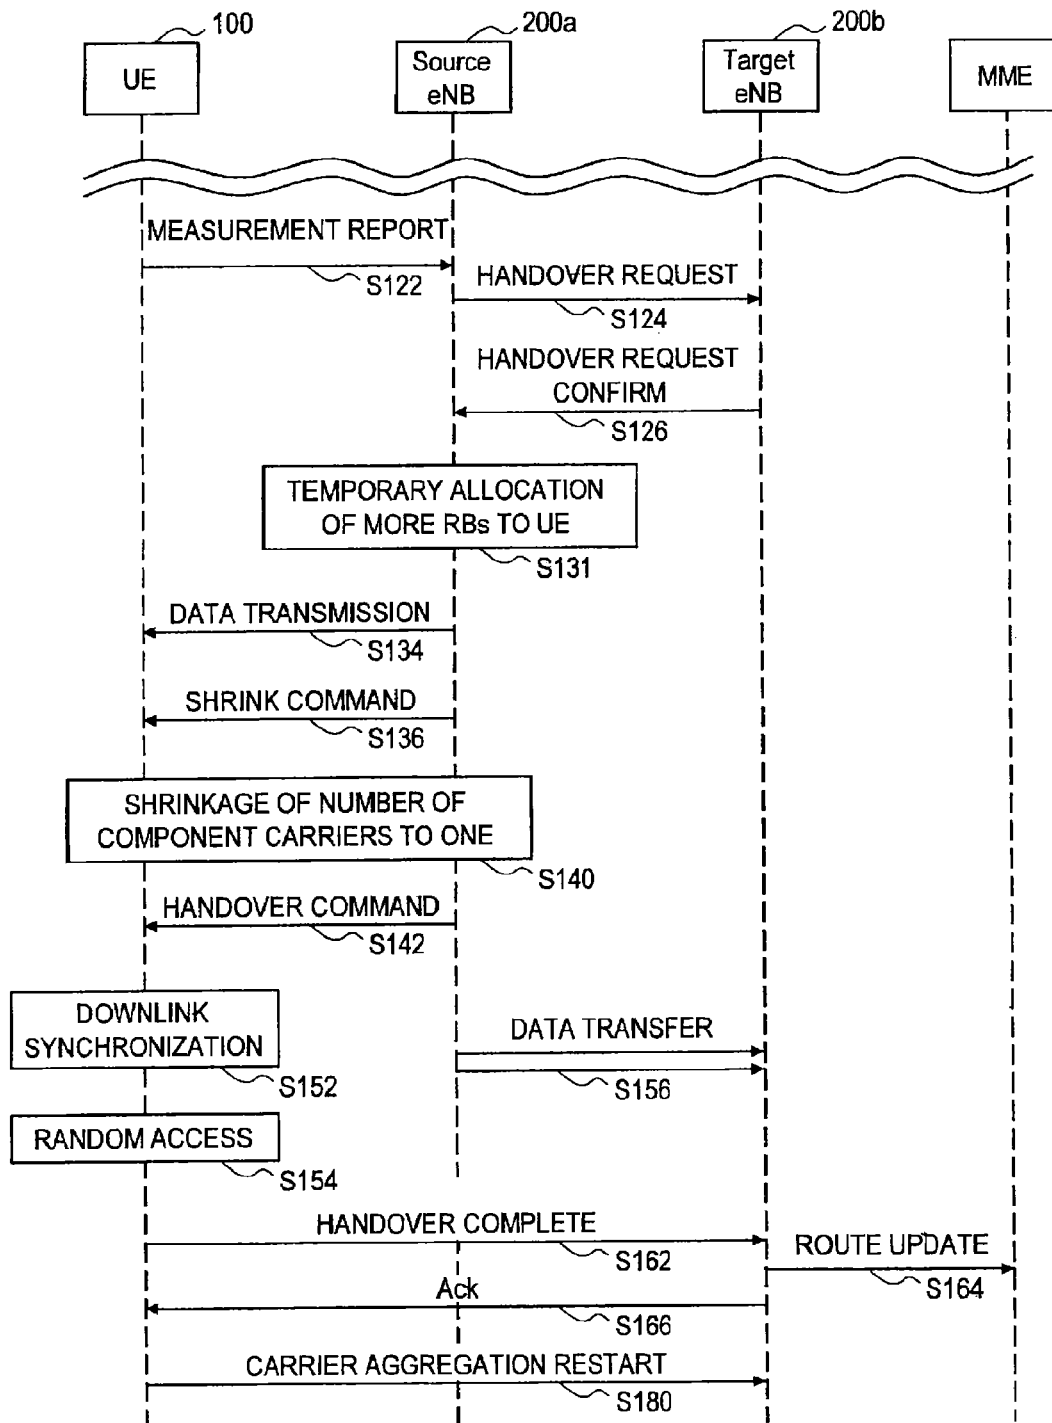 100
200a
200b
UE
Source
eNB
Target
eNB
MME
MEASUREMENT REPORT
S122
HANDOVER REQUEST
S124
HANDOVER REQUEST
CONFIRM
S126
TEMPORARY ALLOCATION
OF MORE RBs TO UE
S131
DATA TRANSMISSION
S134
SHRINK COMMAND
S136
SHRINKAGE OF NUMBER OF
COMPONENT CARRIERS TO ONE
S140
HANDOVER COMMAND
S142
DOWNLINK
SYNCHRONIZATION
S152
DATA TRANSFER
S156
RANDOM ACCESS
S154
HANDOVER COMPLETE
S162
ROUTE UPDATE
S164
Ack
S166
CARRIER AGGREGATION RESTART
S180